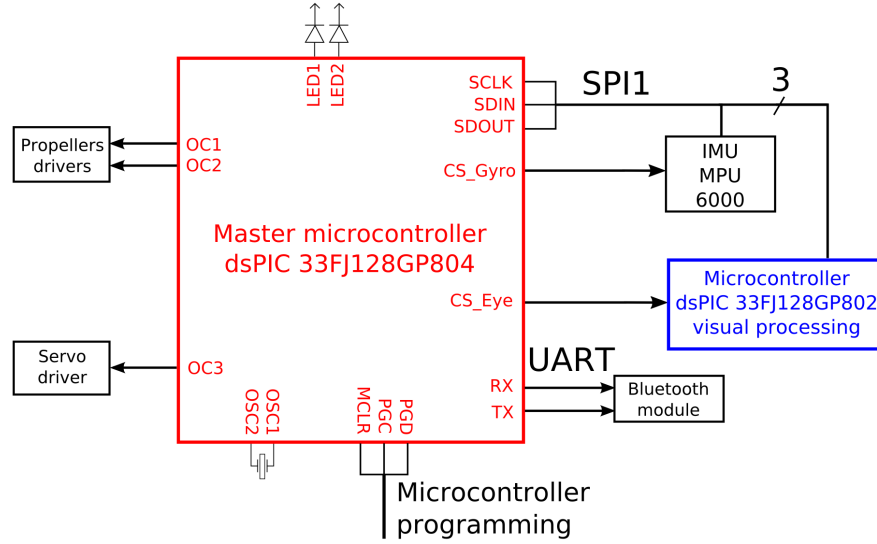 LED1
LED2
SCLK
SDIN
SDOUT
SPI1
3
OC1
OC2
Propellers
drivers
CS_Gyro
IMU
MPU
6000
Master microcontroller
dsPIC 33FJ128GP804
CS_Eye
Microcontroller
dsPIC 33FJ128GP802
visual processing
Servo
driver
OC3
UART
RX
TX
Bluetooth
module
OSC2
OSC1
MCLR
PGC
PGD
Microcontroller
programming